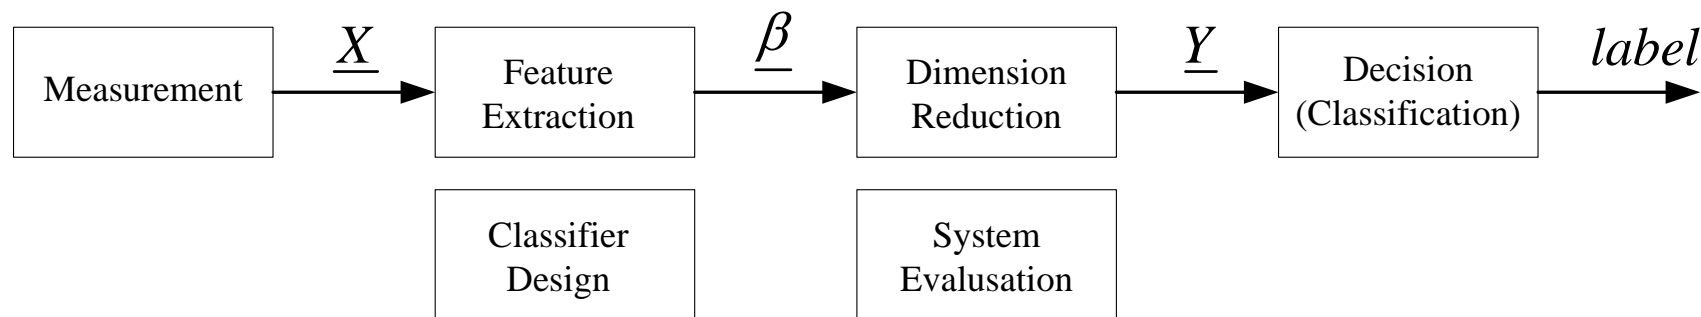 Measurement
X
Feature
Extraction
β
Dimension
Reduction
Y
Decision
(Classification)
label
Classifier
Design
System
Evalusation